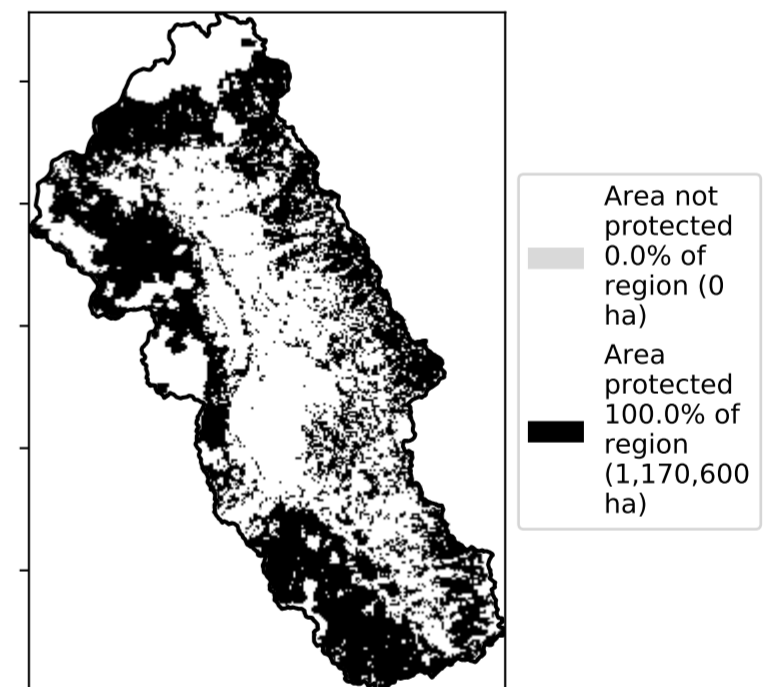 Area not
protected
0.0% of
region (0
ha)
Area
protected
100.0% of
region
(1,170,600
ha)